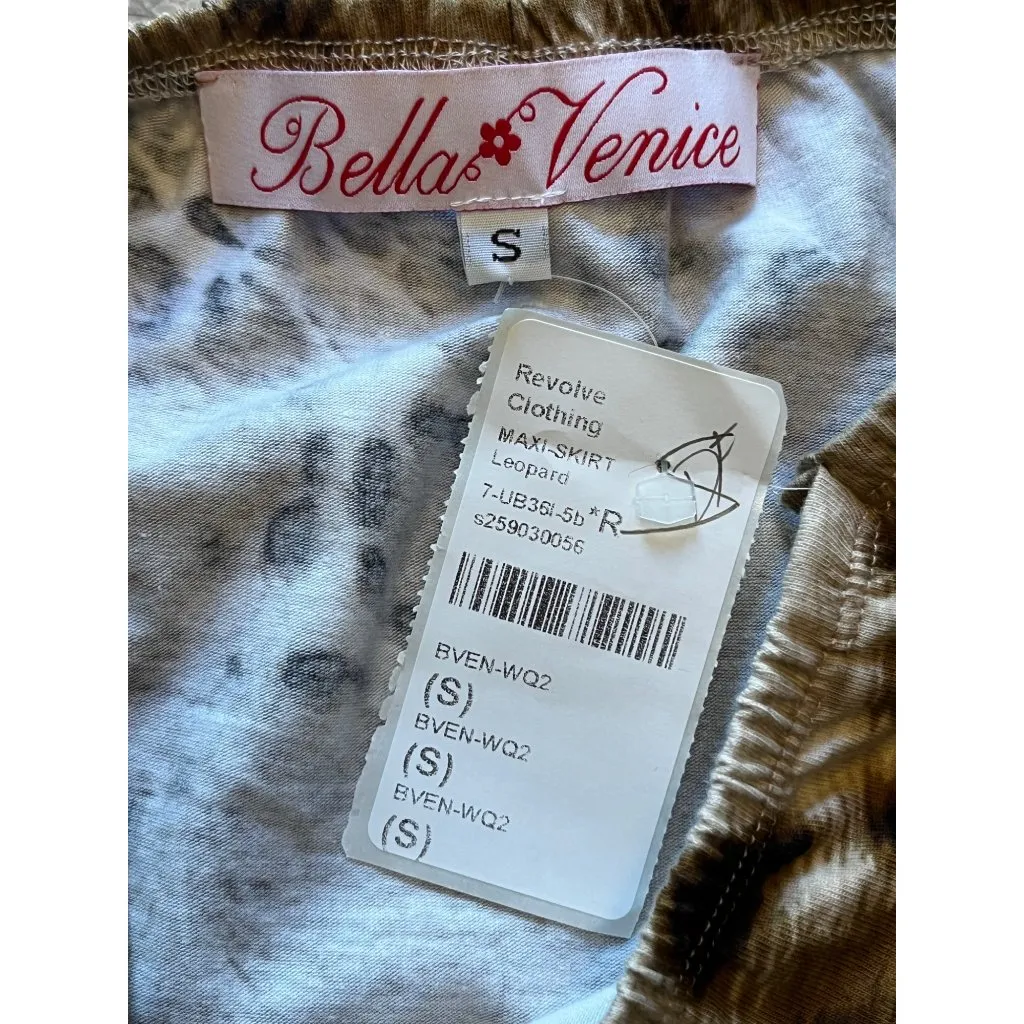 Bella Venice
S
Revolve
Clothing
MAXI-SKIRT
Leopard
7-UB36I-5b *R
s259030056
BVEN-WQ2
(S)
BVEN-WQ2
(S)
BVEN-WQ2
(S)